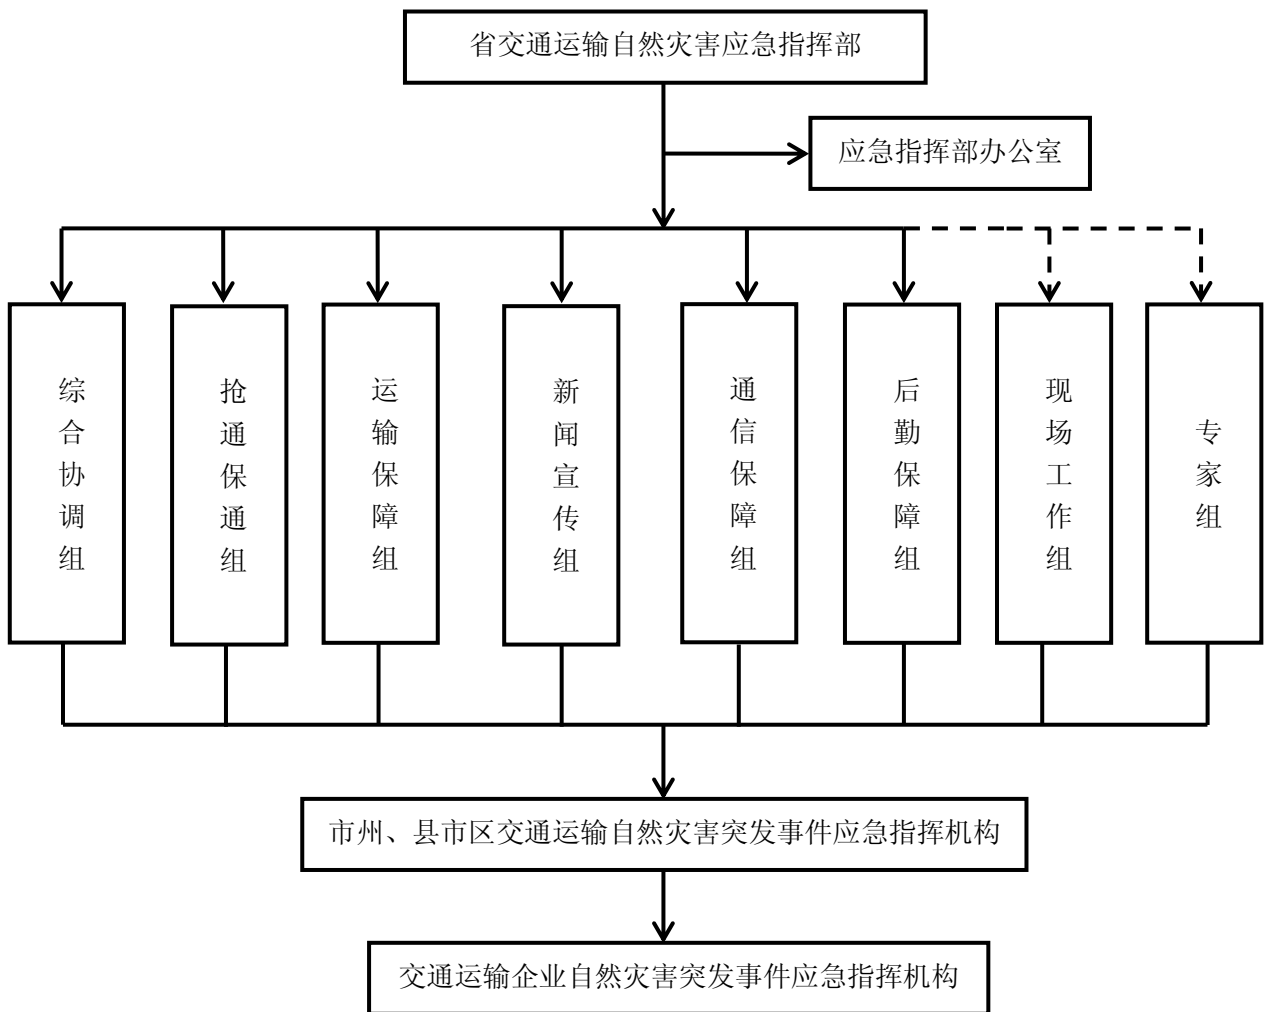 省交通运输自然灾害应急指挥部
应急指挥部办公室
综合协调组
抢通保通组
运输保障组
新闻宣传组
通信保障组
后勤保障组
现场工作组
专家组
市州、县市区交通运输自然灾害突发事件应急指挥机构
交通运输企业自然灾害突发事件应急指挥机构